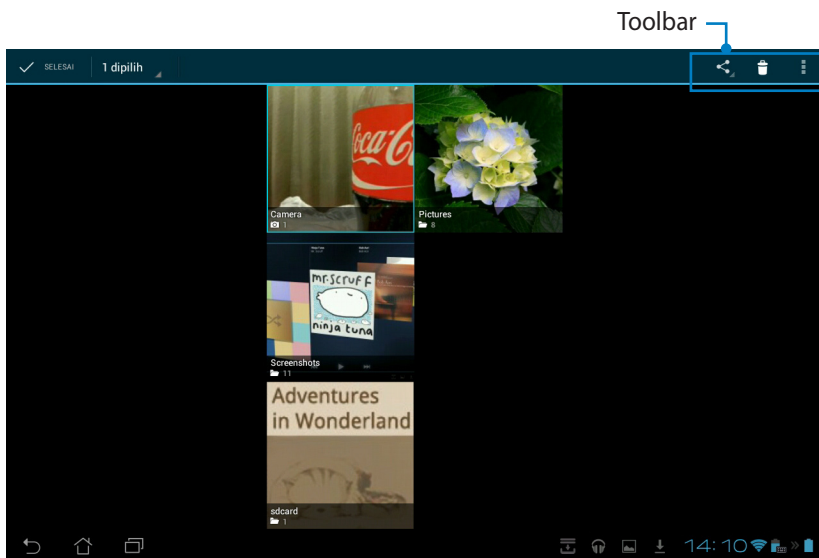 Toolbar
SELESAI
1 dipilih
Coca-C
Camera
1
Pictures
8
mr.scruff
ninja tuna
Screenshots
11
Adventures
in Wonderland
sdcard
1
14:10